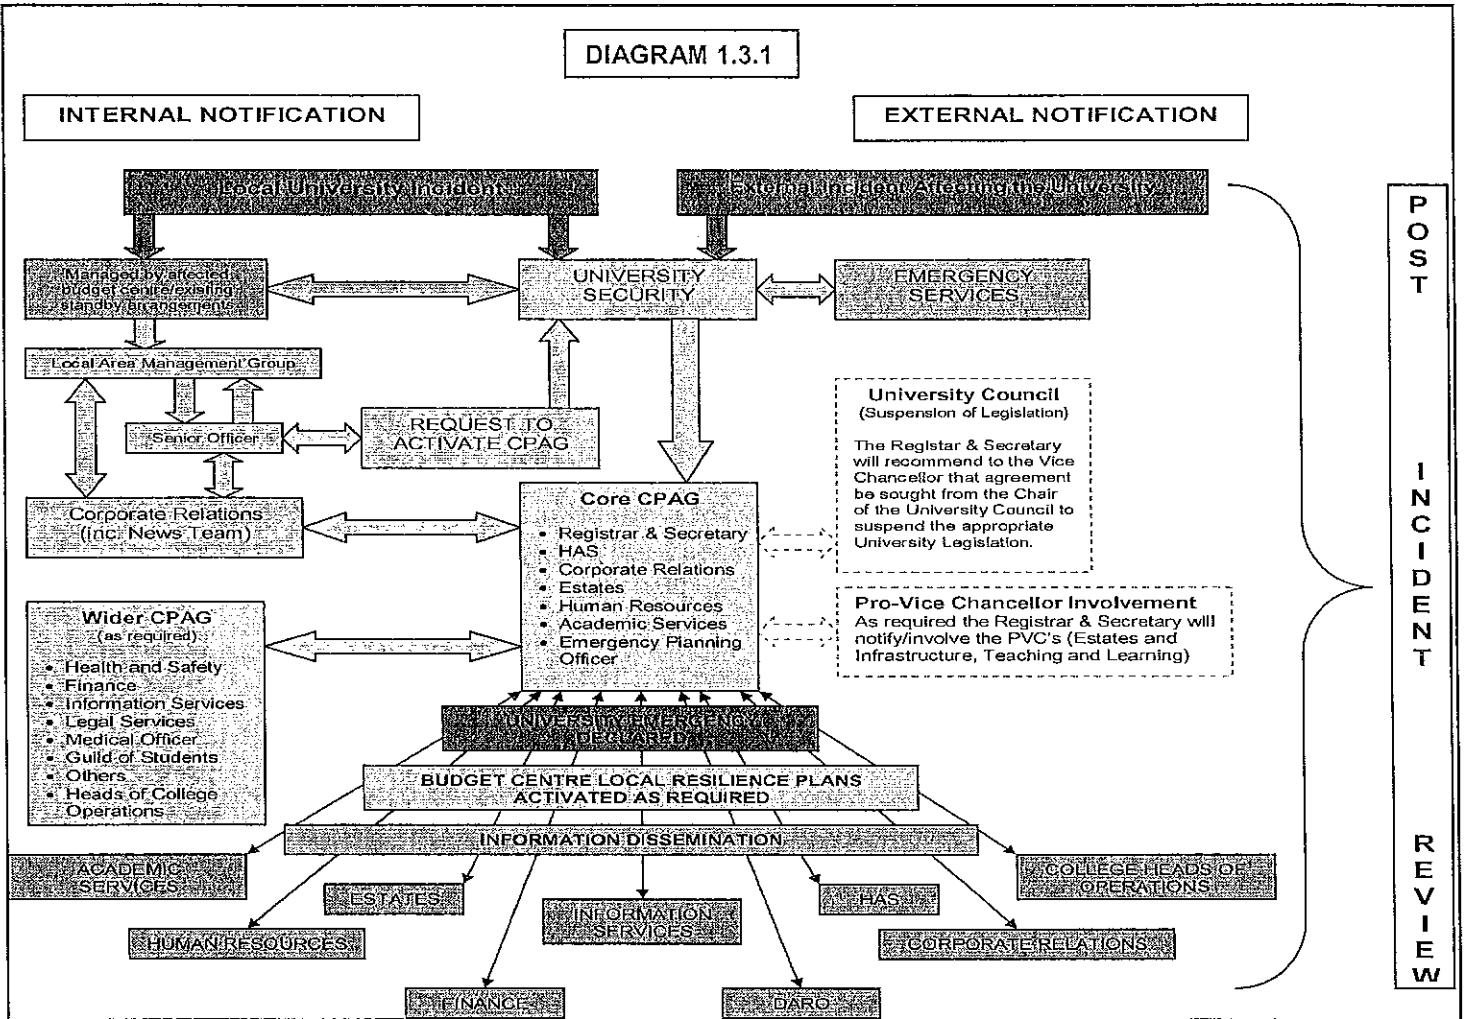 DIAGRAM 1.3.1
INTERNAL NOTIFICATION
EXTERNAL NOTIFICATION
Local University Incident
External Incident Affecting the University
Managed by affected
budget centre/existing
standby arrangement
UNIVERSITY
SECURITY
EMERGENCY
SERVICES
Local Area Management Group
Senior Officer
REQUEST TO
ACTIVATE CPAG
Corporate Relations
(inc. News Team)
Core CPAG
• Registrar & Secretary
• HAS
• Corporate Relations
• Estates
• Human Resources
• Academic Services
• Emergency Planning
Officer
University Council
(Suspension of Legislation)
The Registar & Secretary
will recommend to the Vice
Chancellor that agreement
be sought from the Chair
of the University Council to
suspend the appropriate
University Legislation.
Pro-Vice Chancellor Involvement
As required the Registrar & Secretary will
notify/involve the PVC's (Estates and
Infrastructure, Teaching and Learning)
Wider CPAG
(as required)
• Health and Safety
• Finance
• Information Services
• Legal Services
• Medical Officer
• Guild of Students
• Others
• Heads of College
Operations
UNIVERSITY EMERGENCY
DECLARED
BUDGET CENTRE LOCAL RESILIENCE PLANS
ACTIVATED AS REQUIRED
INFORMATION DISSEMINATION
ACADEMIC
SERVICES
COLLEGE HEADS OF
OPERATIONS
ESTATES
HAS
INFORMATION
SERVICES
HUMAN RESOURCES
CORPORATE RELATIONS
FINANCE
DARO
POST
INCIDENT
REVIEW